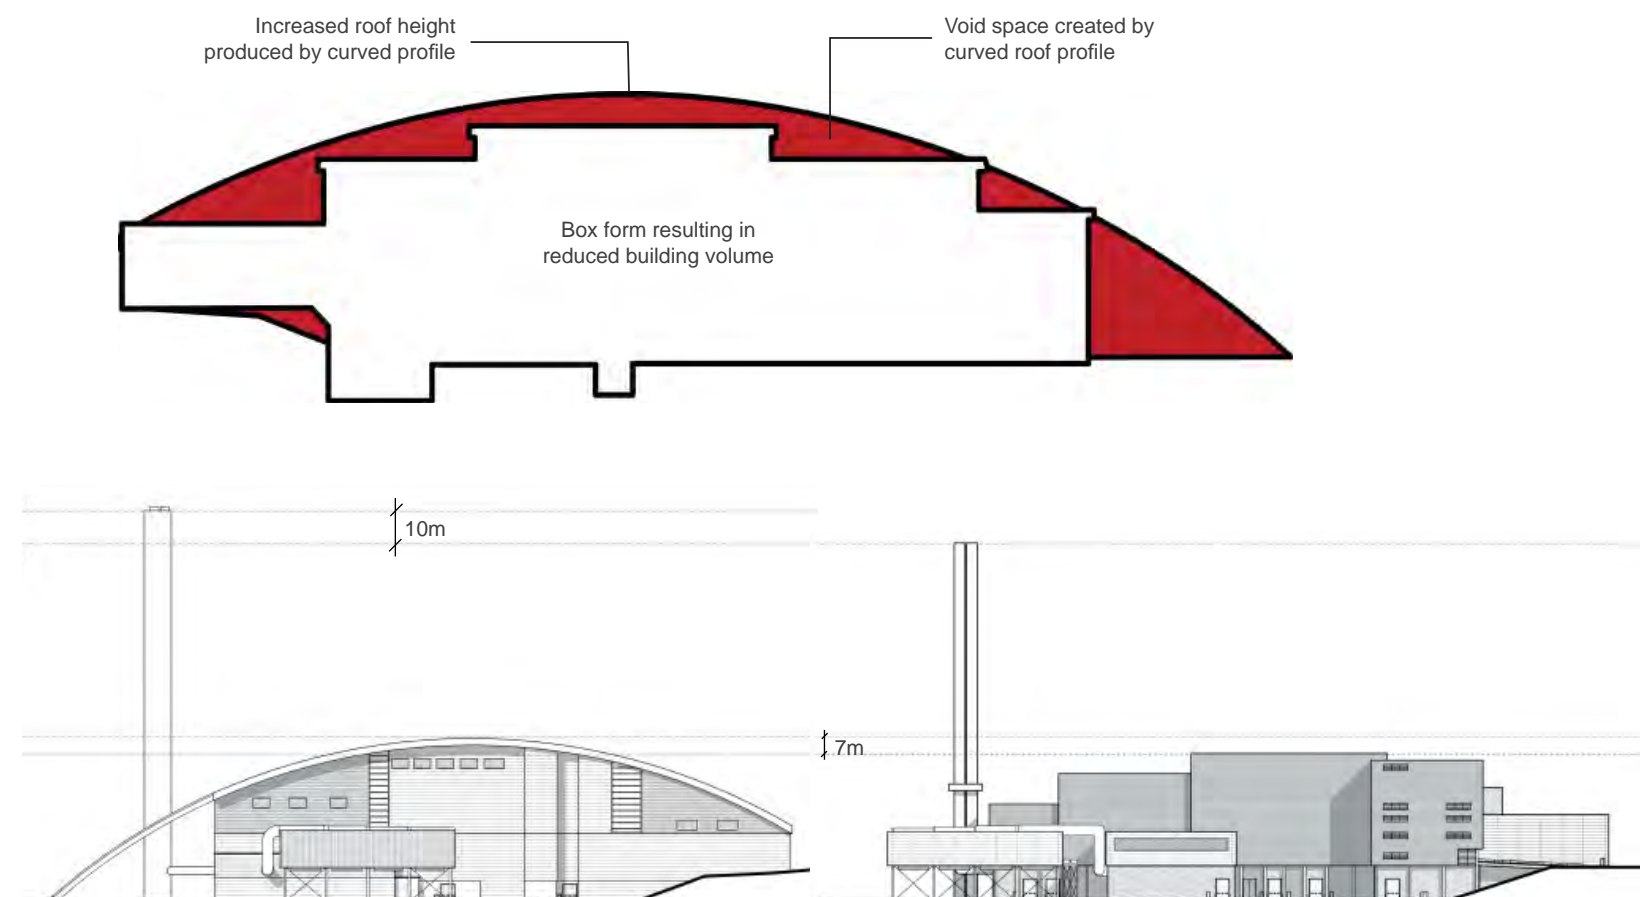 Increased roof height
produced by curved profile
Void space created by
curved roof profile
Box form resulting in
reduced building volume
10m
7m